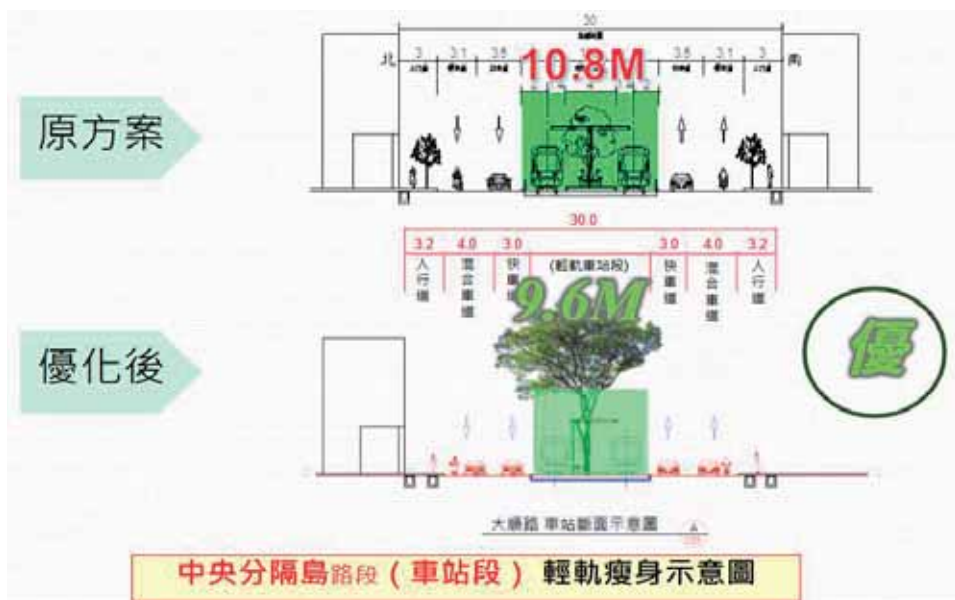 30
北 3 3.1 3.5 10.8M 3.5 3.1 3 南
原方案
30.0
3.2 4.0 3.0 3.0 4.0 3.2
人行道 混合車道 快車道 (輕軌車站段) 快車道 混合車道 人行道
9.6M
優化後
優
大順路 車站斷面示意圖
中央分隔島路段(車站段) 輕軌瘦身示意圖